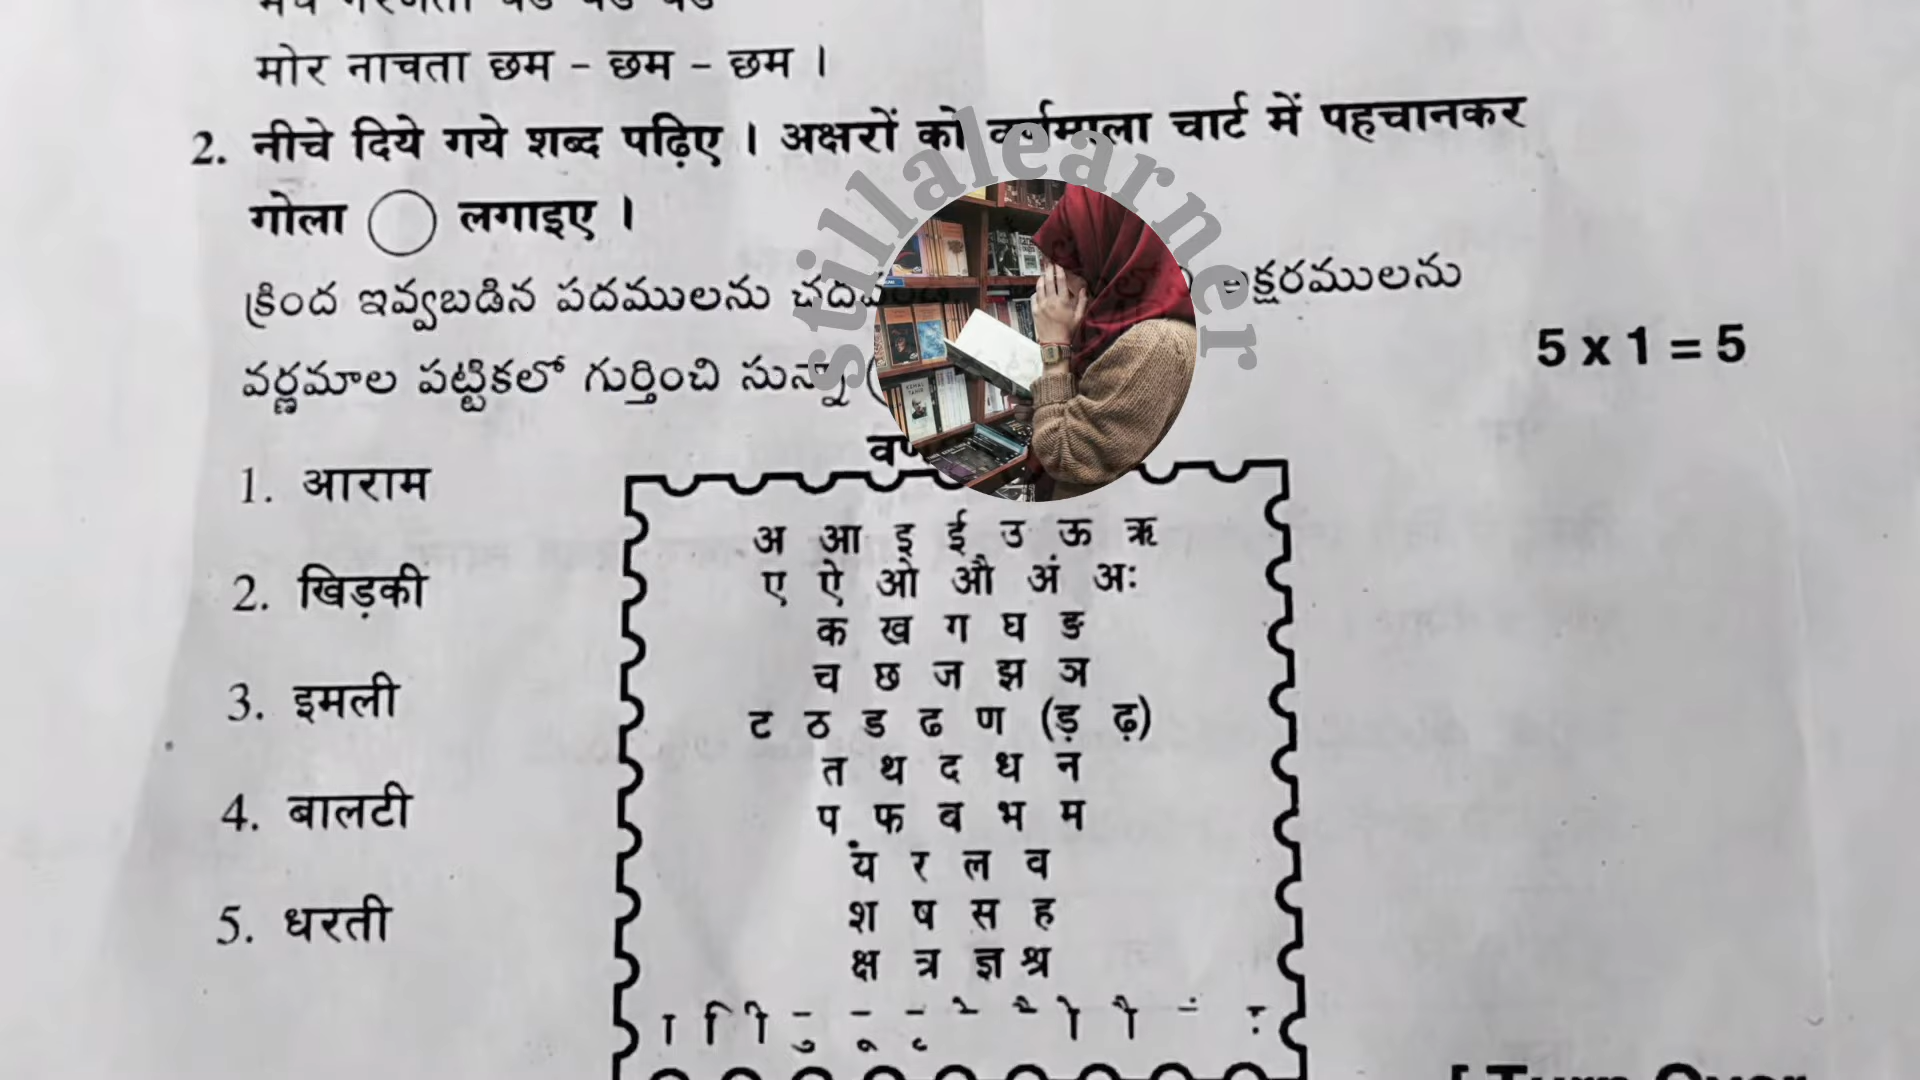 मोर नाचता छम - छम - छम ।
2. नीचे दिये गये शब्द पढ़िए । अक्षरों को वर्णमाला चार्ट में पहचानकर
गोला ◯ लगाइए ।
stillalearner
క్రింద ఇవ్వబడిన పదములను అక్షరములను
వర్ణమాల పట్టికలో గుర్తించి సున్నా
5 x 1 = 5
1. आराम
2. खिड़की
3. इमली
4. बालटी
5. धरती
अ आ इ ई उ ऊ ऋ
ए ऐ ओ औ अं अः
क ख ग घ ङ
च छ ज झ ञ
ट ठ ड ढ ण (ड़ ढ़)
त थ द ध न
प फ ब भ म
य र ल व
श ष स ह
क्ष त्र ज्ञ श्र
ा ि ी ु ू ृ े ै ो ौ ं ः
[ Turn Over